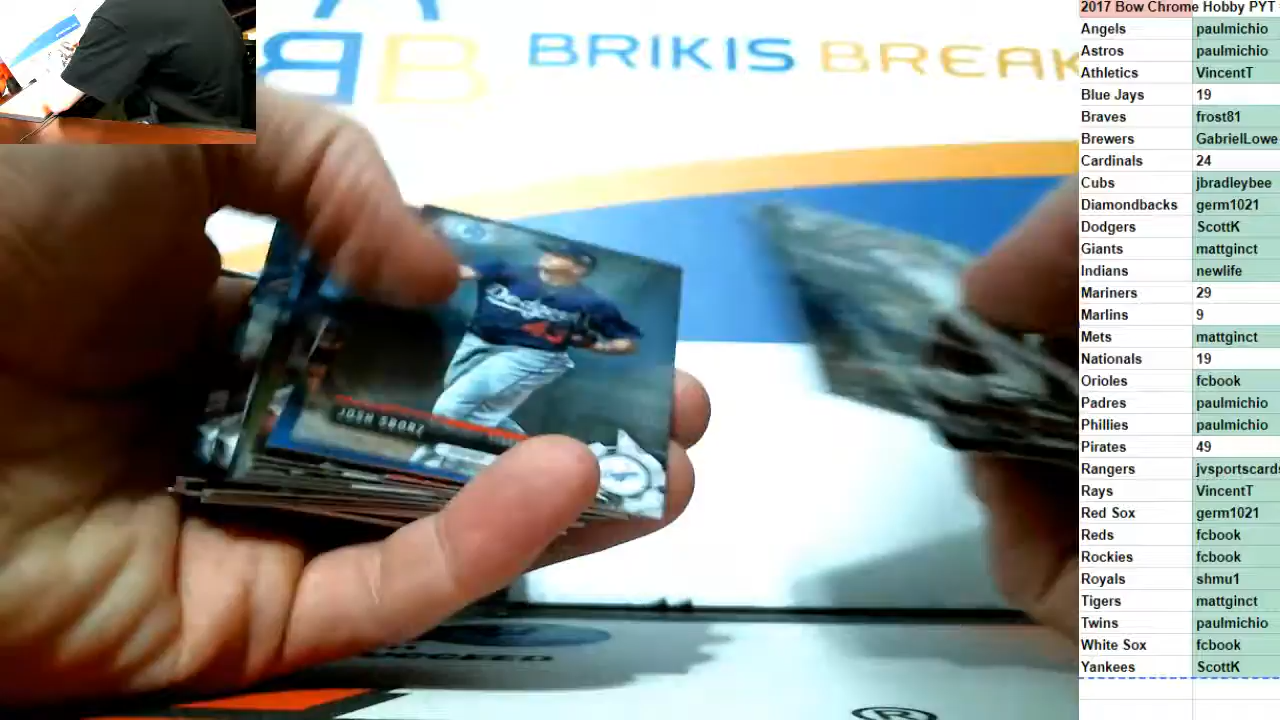 BRIKIS BREAK
Dodgers
JOSH SBORZ
2017 Bow Chrome Hobby PYT
Angels paulmichio
Astros paulmichio
Athletics VincentT
Blue Jays 19
Braves frost81
Brewers GabrielLowe
Cardinals 24
Cubs jbradleybee
Diamondbacks germ1021
Dodgers ScottK
Giants mattginct
Indians newlife
Mariners 29
Marlins 9
Mets mattginct
Nationals 19
Orioles fcbook
Padres paulmichio
Phillies paulmichio
Pirates 49
Rangers jvsportscards
Rays VincentT
Red Sox germ1021
Reds fcbook
Rockies fcbook
Royals shmu1
Tigers mattginct
Twins paulmichio
White Sox fcbook
Yankees ScottK
®